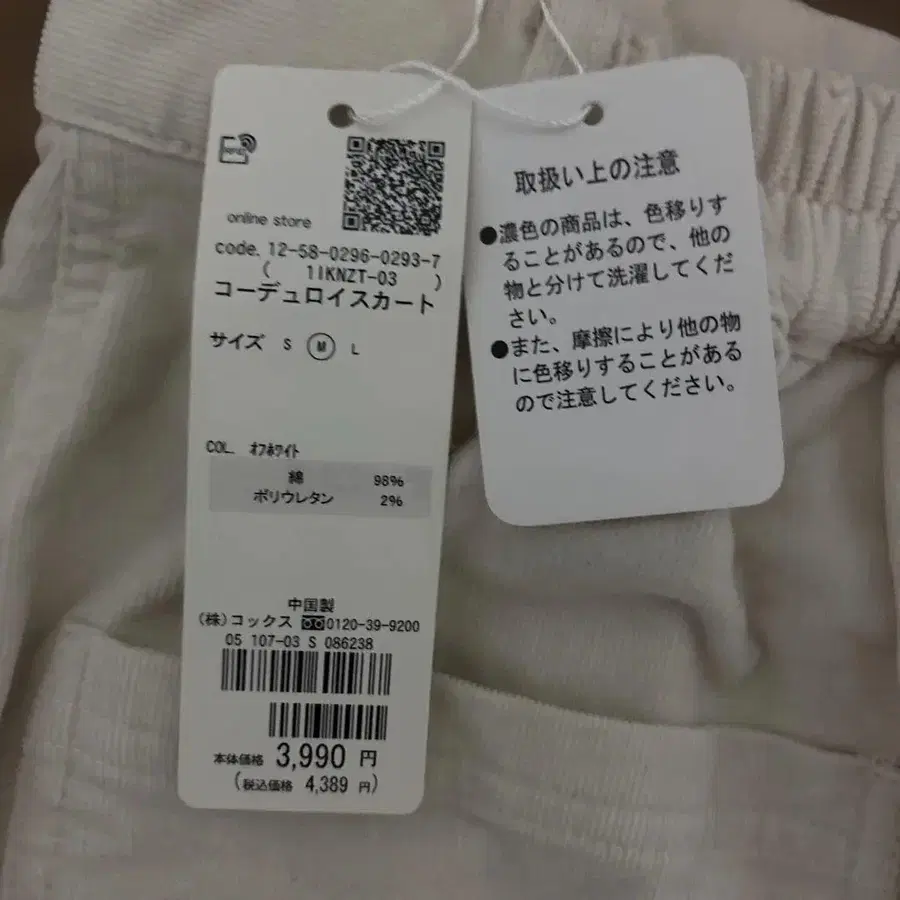 RFID
online store
code. 12-58-0296-0293-7
( 1IKNZT-03 )
コーデュロイスカート
サイズ S M L
COL. オフホワイト
綿 98%
ポリウレタン 2%
中国製
(株)コックス 0120-39-9200
05 107-03 S 086238
本体価格 3,990 円
(税込価格 4,389 円)
取扱い上の注意
●濃色の商品は、色移りす
ることがあるので、他の
物と分けて洗濯してくだ
さい。
●また、摩擦により他の物
に色移りすることがある
ので注意してください。